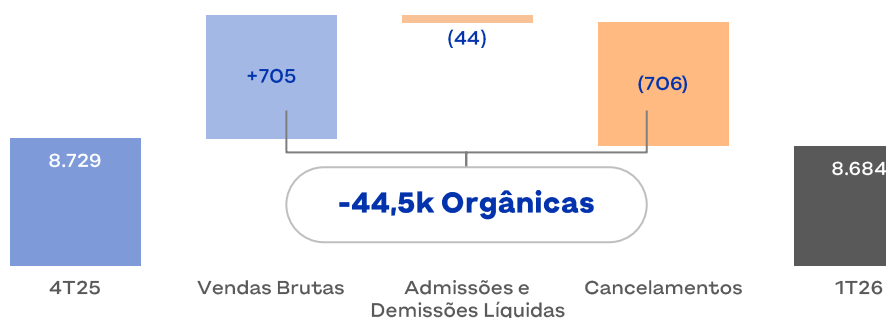 +705
(44)
(706)
8.729
8.684
-44,5k Orgânicas
4T25
Vendas Brutas
Admissões e
Demissões Líquidas
Cancelamentos
1T26